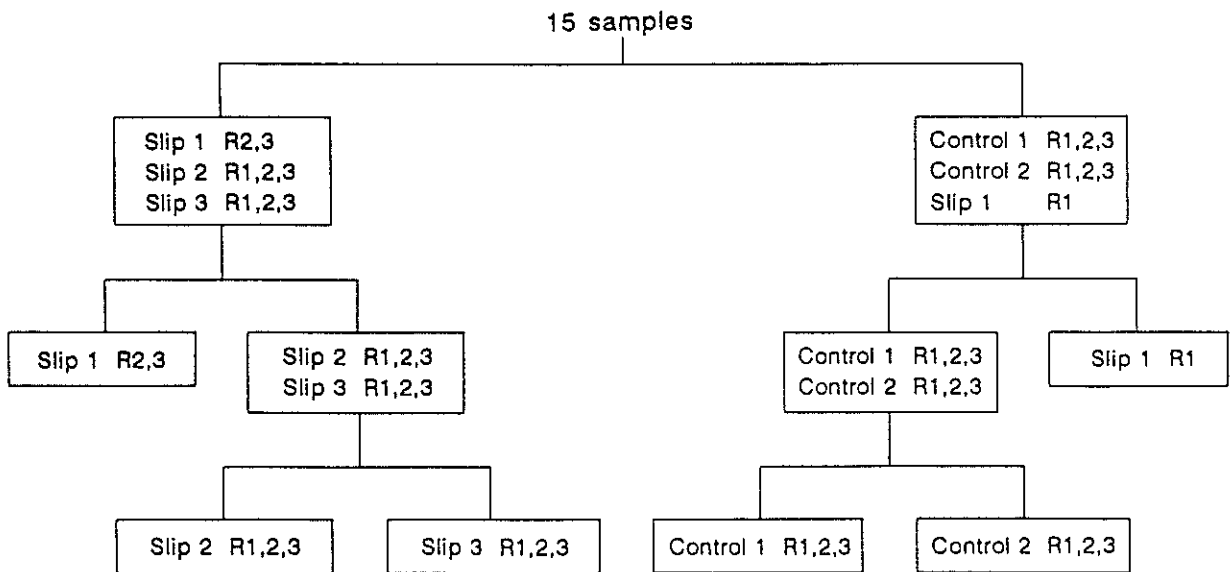 15 samples
Slip 1 R2,3
Slip 2 R1,2,3
Slip 3 R1,2,3
Control 1 R1,2,3
Control 2 R1,2,3
Slip 1 R1
Slip 1 R2,3
Slip 2 R1,2,3
Slip 3 R1,2,3
Control 1 R1,2,3
Control 2 R1,2,3
Slip 1 R1
Slip 2 R1,2,3
Slip 3 R1,2,3
Control 1 R1,2,3
Control 2 R1,2,3